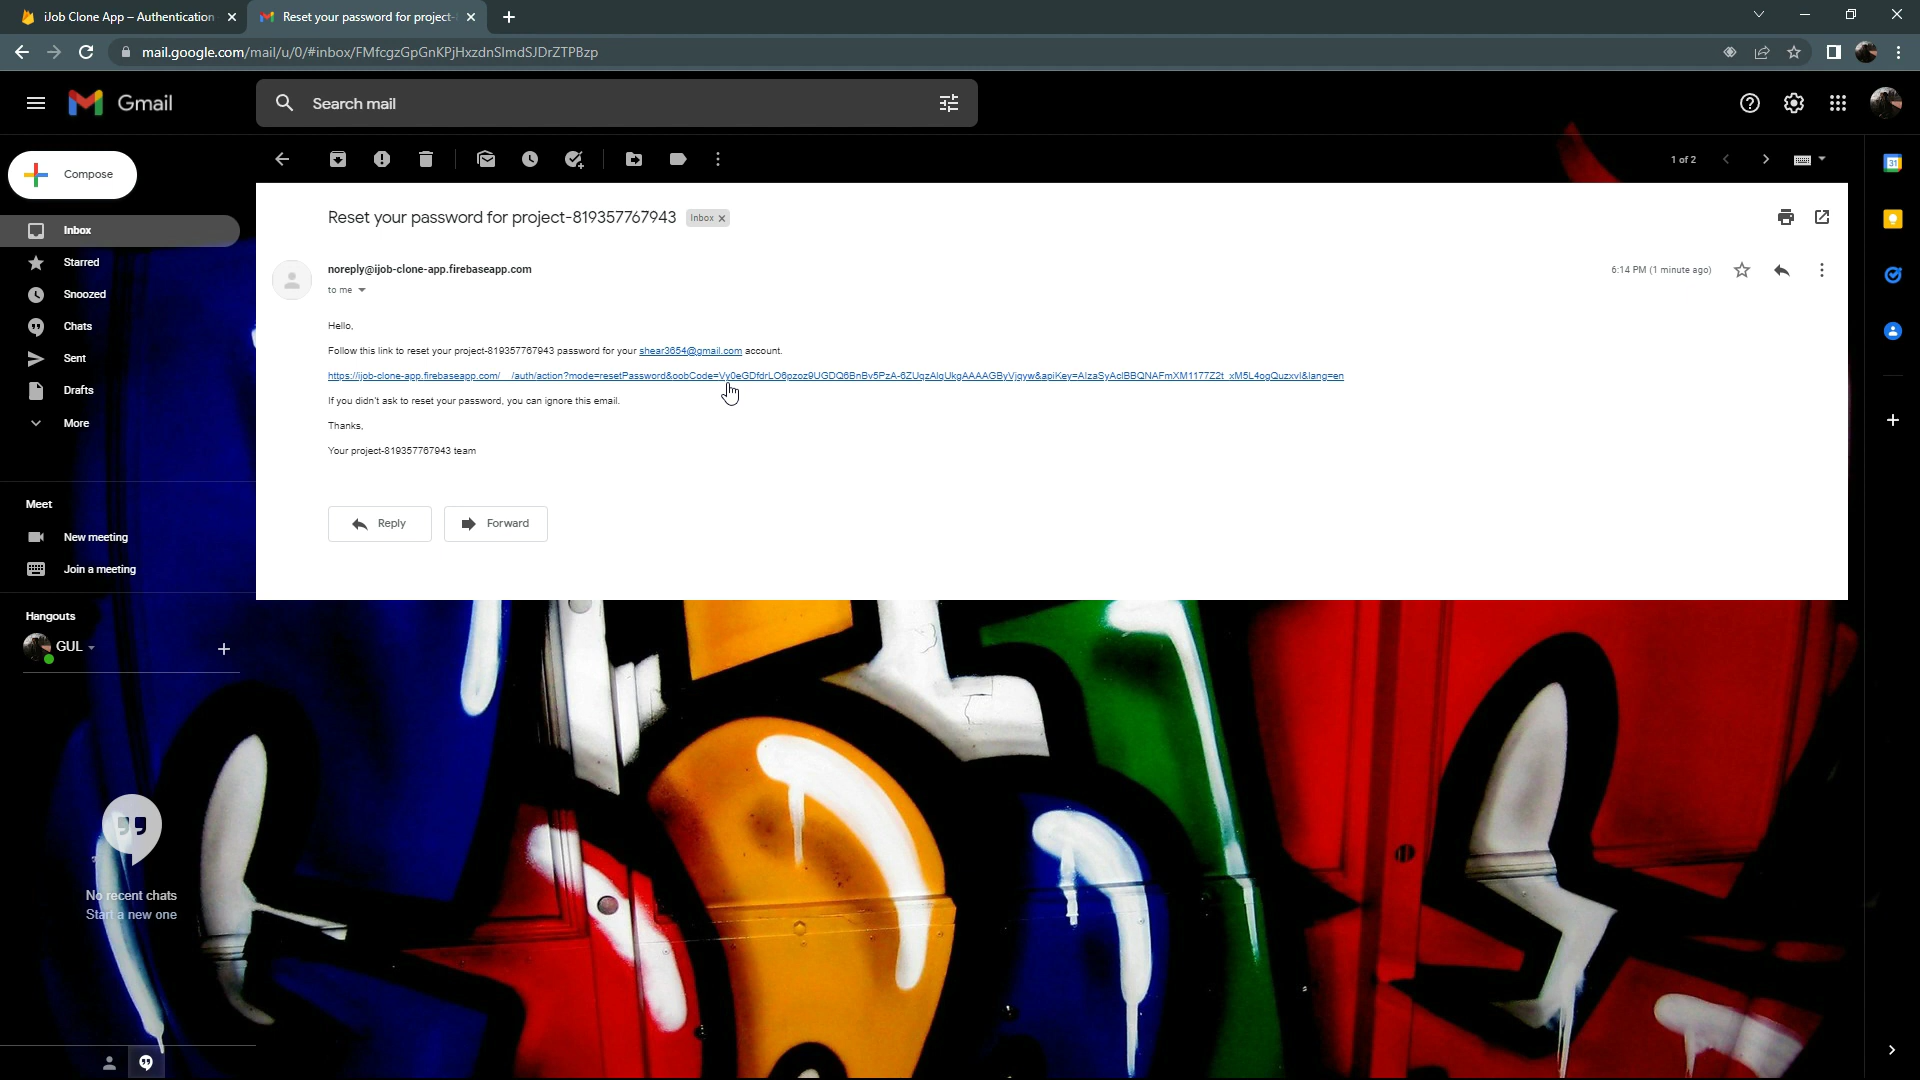 iJob Clone App – Authentication
Reset your password for project-
mail.google.com/mail/u/0/#inbox/FMfcgzGpGnKPjHxzdnSlmdSJDrZTPBzp
Gmail
Search mail
Compose
1 of 2
31
Inbox
Starred
Snoozed
Chats
Sent
Drafts
More
Reset your password for project-819357767943
Inbox
noreply@ijob-clone-app.firebaseapp.com
6:14 PM (1 minute ago)
to me
Hello,
Follow this link to reset your project-819357767943 password for your shear3654@gmail.com account.
If you didn't ask to reset your password, you can ignore this email.
Thanks,
Your project-819357767943 team
Reply
Forward
Meet
New meeting
Join a meeting
Hangouts
GUL
No recent chats
Start a new one